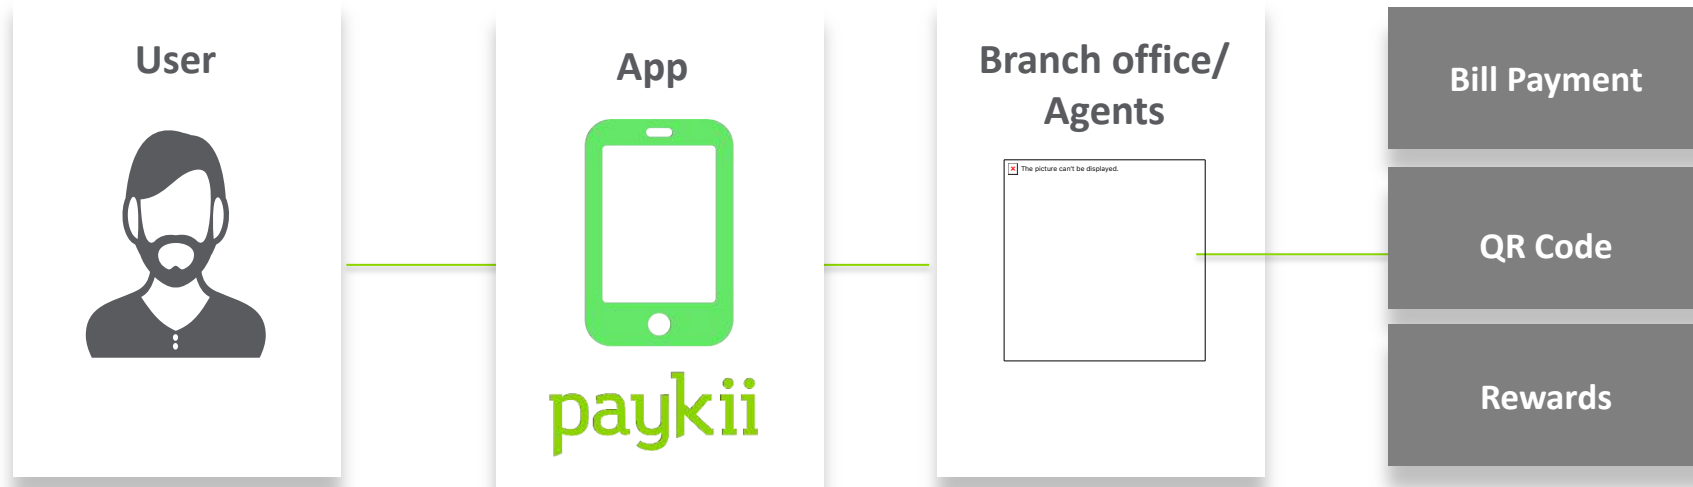 User
App
paykii
Branch office/
Agents
The picture can't be displayed.
Bill Payment
QR Code
Rewards